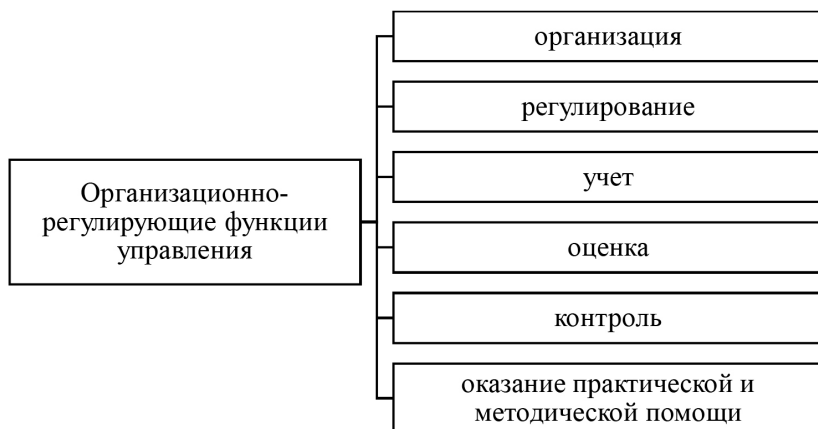 Организационно-
регулирующие функции
управления
организация
регулирование
учет
оценка
контроль
оказание практической и
методической помощи